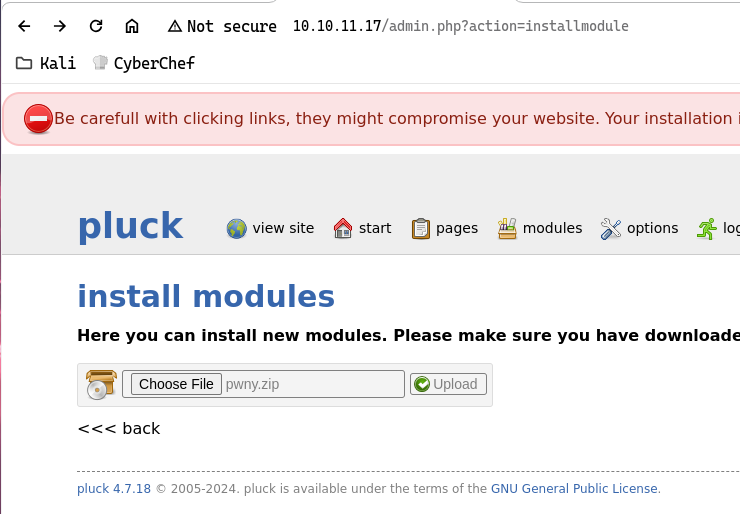 Not secure 10.10.11.17/admin.php?action=installmodule
Kali CyberChef
Be carefull with clicking links, they might compromise your website. Your installation
pluck view site start pages modules options
install modules
Here you can install new modules. Please make sure you have
Choose File pwny.zip Upload
<<< back
pluck 4.7.18 © 2005-2024. pluck is available under the terms of the GNU General Public License.